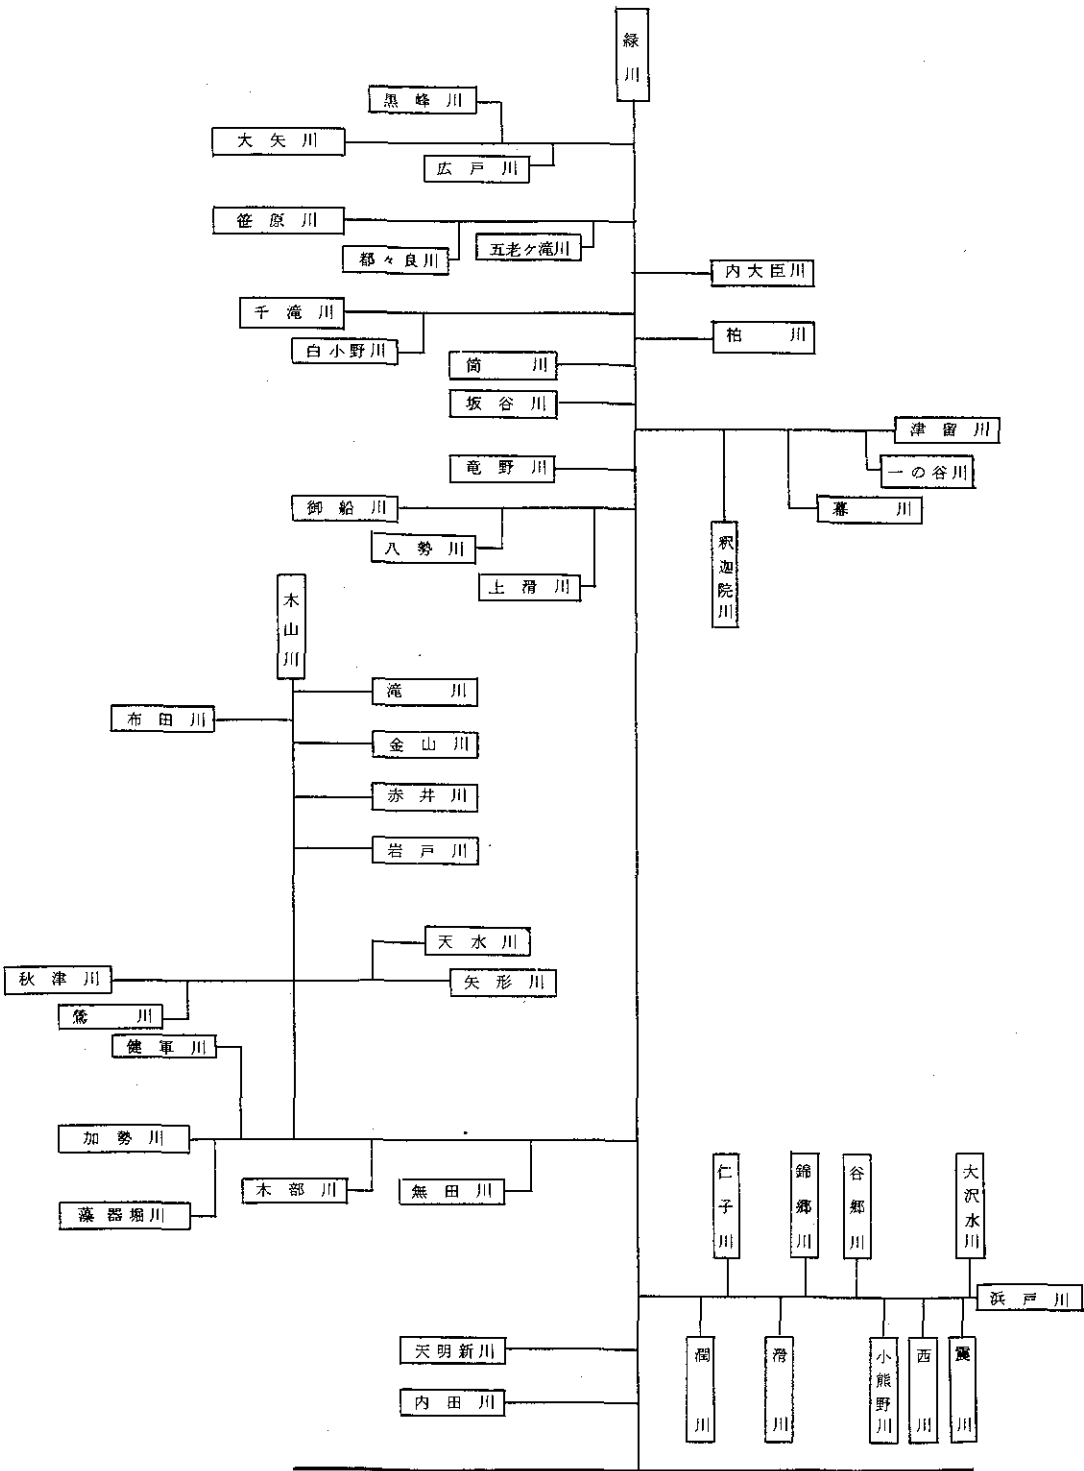 緑川
黒峰川
大矢川
広戸川
笹原川
五老ケ滝川
都々良川
内大臣川
千滝川
柏川
白小野川
筒川
坂谷川
津留川
竜野川
一の谷川
御船川
幕川
釈迦院川
八勢川
上滑川
木山川
滝川
布田川
金山川
赤井川
岩戸川
天水川
秋津川
矢形川
鶯川
健軍川
加勢川
木部川
無田川
藻器堀川
仁子川
錦郷川
谷郷川
大沢水川
浜戸川
天明新川
潤川
滑川
小熊野川
西川
内田川